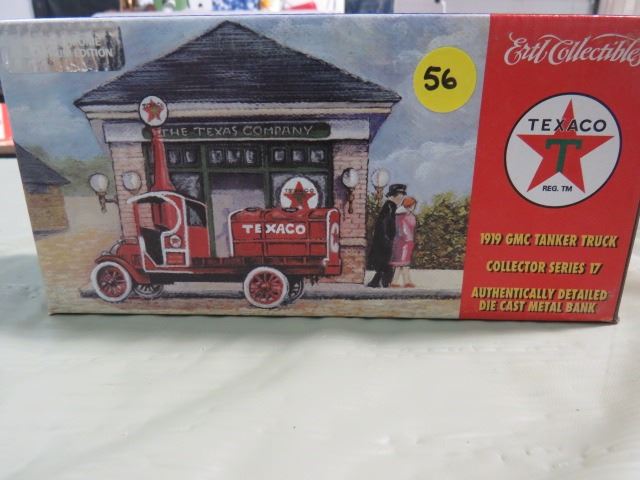 EDITION
56
Ertl Collectibles
THE TEXAS COMPANY
TEXACO
T
REG. TM
TEXACO
1919 GMC TANKER TRUCK
COLLECTOR SERIES 17
AUTHENTICALLY DETAILED
DIE CAST METAL BANK